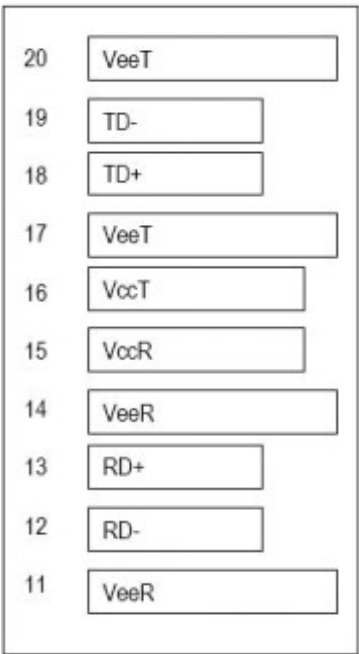 20 VeeT
19 TD-
18 TD+
17 VeeT
16 VccT
15 VccR
14 VeeR
13 RD+
12 RD-
11 VeeR